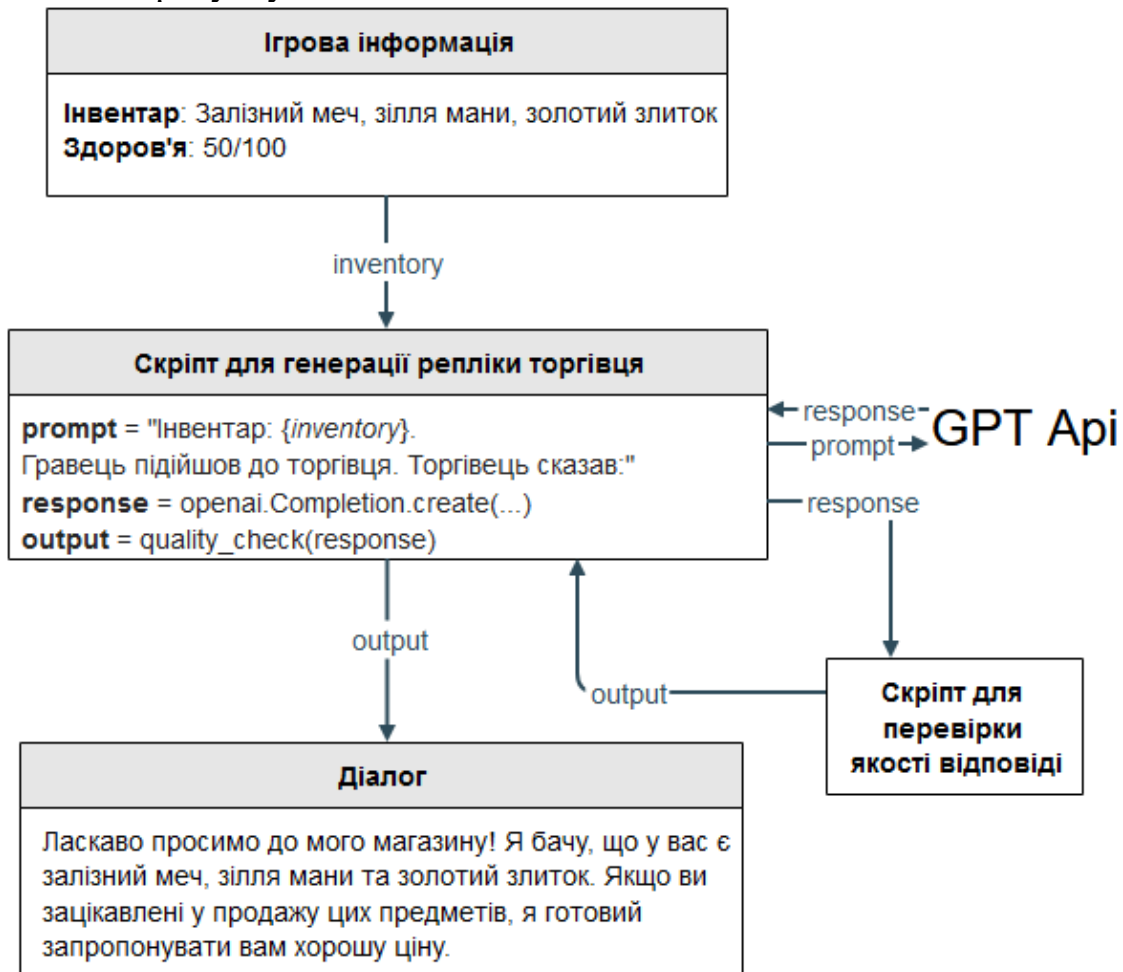 Ігрова інформація
Інвентар: Залізний меч, зілля мани, золотий злиток
Здоров'я: 50/100
inventory
Скріпт для генерації репліки торгівця
prompt = "Інвентар: {inventory}.
Гравець підійшов до торгівця. Торгівець сказав:"
response = openai.Completion.create(...)
output = quality_check(response)
response
prompt
GPT Api
response
output
output
Скріпт для
перевірки
якості відповіді
Діалог
Ласкаво просимо до мого магазину! Я бачу, що у вас є
залізний меч, зілля мани та золотий злиток. Якщо ви
зацікавлені у продажу цих предметів, я готовий
запропонувати вам хорошу ціну.